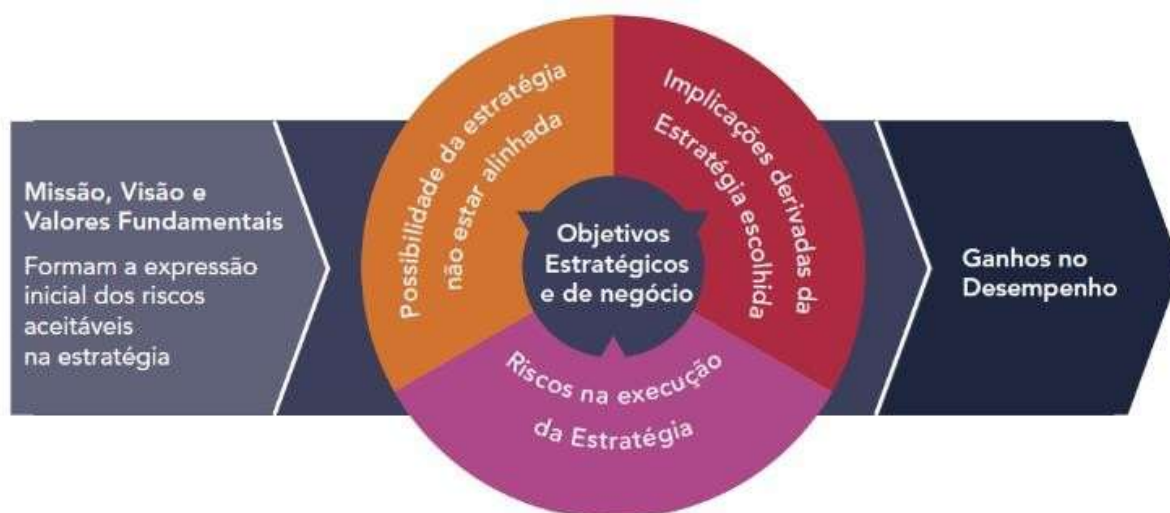 Missão, Visão e
Valores Fundamentais
Formam a expressão
inicial dos riscos
aceitáveis
na estratégia
Possibilidade da estratégia
não estar alinhada
Implicações derivadas da
Estratégia escolhida
Objetivos
Estratégicos
e de negócio
Riscos na execução
da Estratégia
Ganhos no
Desempenho